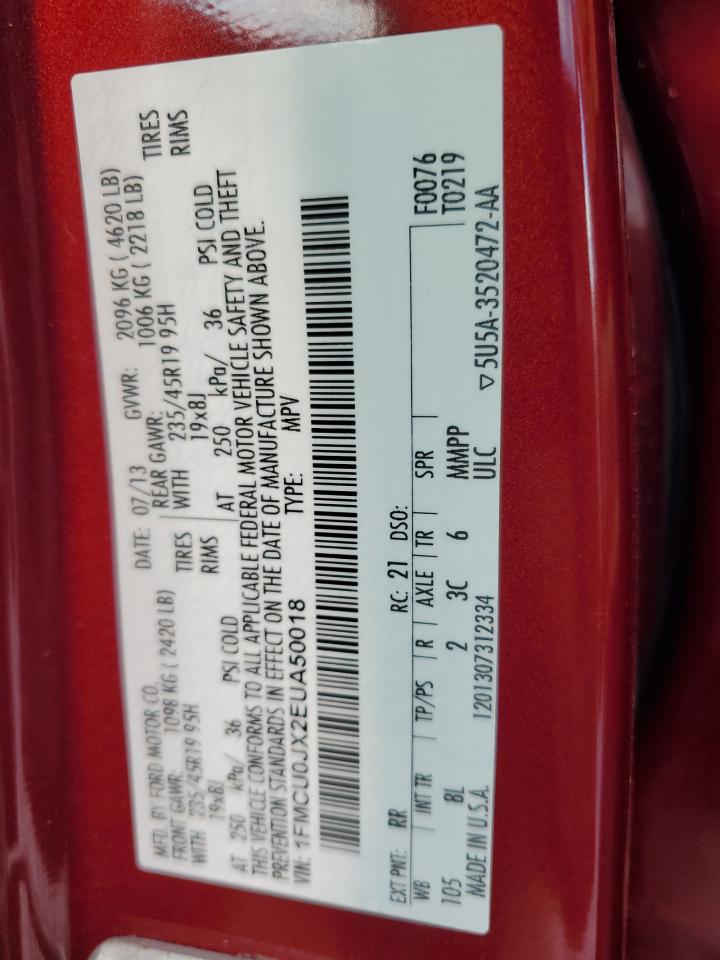 MFD. BY FORD MOTOR CO. DATE: 07/13 GVWR: 2096 KG ( 4620 LB)
FRONT GAWR: 1098 KG ( 2420 LB) REAR GAWR: 1006 KG ( 2218 LB)
WITH 235/45R19 95H TIRES WITH 235/45R19 95H TIRES
19x8J RIMS 19x8J RIMS
AT 250 kPa/ 36 PSI COLD AT 250 kPa/ 36 PSI COLD
THIS VEHICLE CONFORMS TO ALL APPLICABLE FEDERAL MOTOR VEHICLE SAFETY AND THEFT
PREVENTION STANDARDS IN EFFECT ON THE DATE OF MANUFACTURE SHOWN ABOVE.
VIN: 1FMCU0JX2EUA50018 TYPE: MPV
EXT PNT: RR RC: 21 DSO:
WB INT TR TP/PS R AXLE TR SPR F0076
105 8L 2 3C 6 MMPP T0219
MADE IN U.S.A. 1201307312334 ULC ▽5U5A-3520472-AA